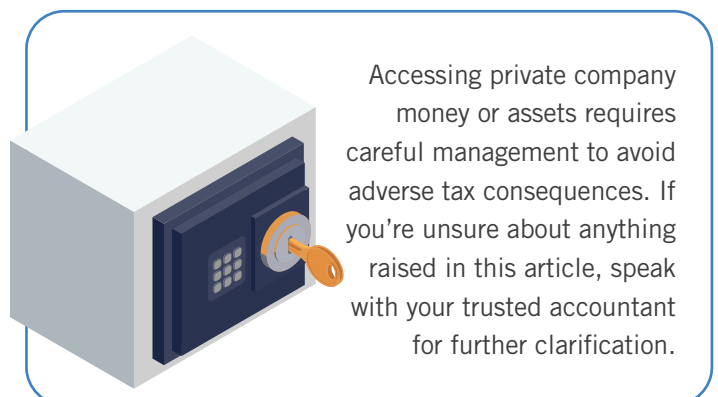 Accessing private company
money or assets requires
careful management to avoid
adverse tax consequences. If
you’re unsure about anything
raised in this article, speak
with your trusted accountant
for further clarification.